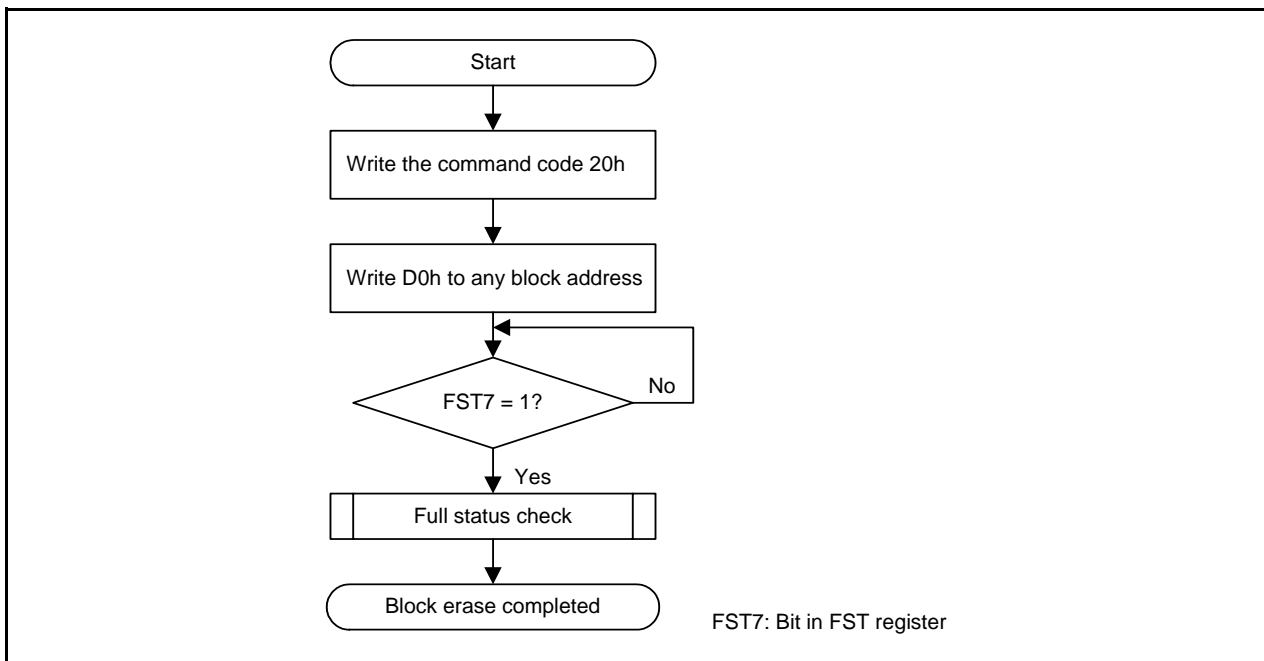 Start
Write the command code 20h
Write D0h to any block address
FST7 = 1?
No
Yes
Full status check
Block erase completed
FST7: Bit in FST register